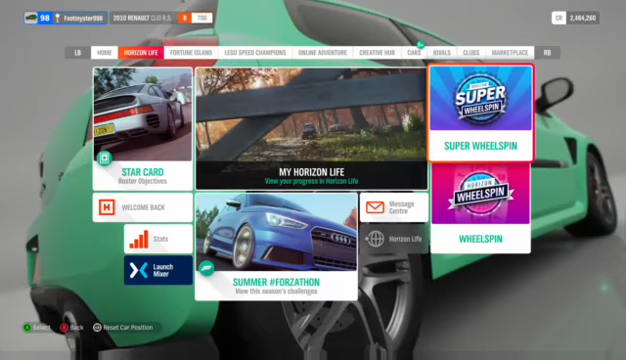 98 Footmyster998 2010 RENAULT CLIO R.S. B 700
CR 2,464,260
LB HOME HORIZON LIFE FORTUNE ISLAND LEGO SPEED CHAMPIONS ONLINE ADVENTURE CREATIVE HUB CARS RIVALS CLUBS MARKETPLACE RB
STAR CARD
Roster Objectives
MY HORIZON LIFE
View your progress in Horizon Life
SUPER
WHEELSPIN
SUPER WHEELSPIN
WELCOME BACK
Stats
Launch
Mixer
SUMMER #FORZATHON
View this season's challenges
Message
Centre
Horizon Life
HORIZON
WHEELSPIN
WHEELSPIN
A Select B Back Reset Car Position